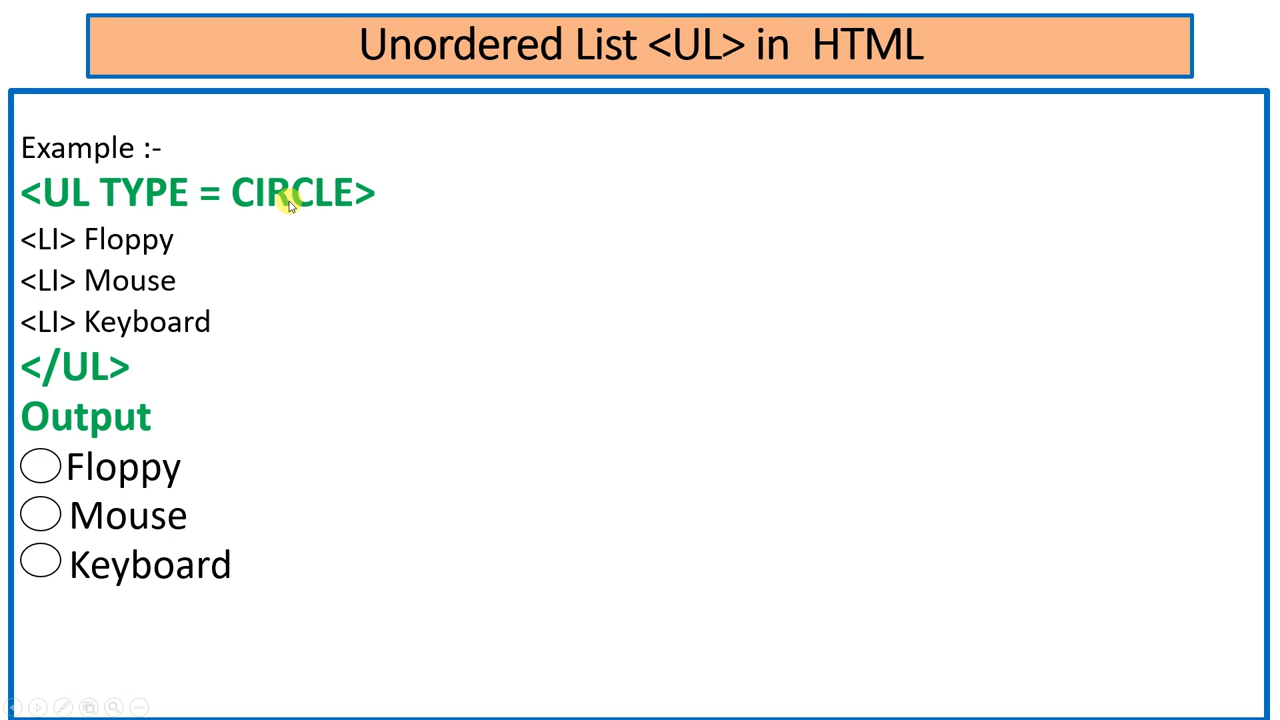 Unordered List <UL> in HTML
Example :-
<UL TYPE = CIRCLE>
<LI> Floppy
<LI> Mouse
<LI> Keyboard
</UL>
Output
Floppy
Mouse
Keyboard